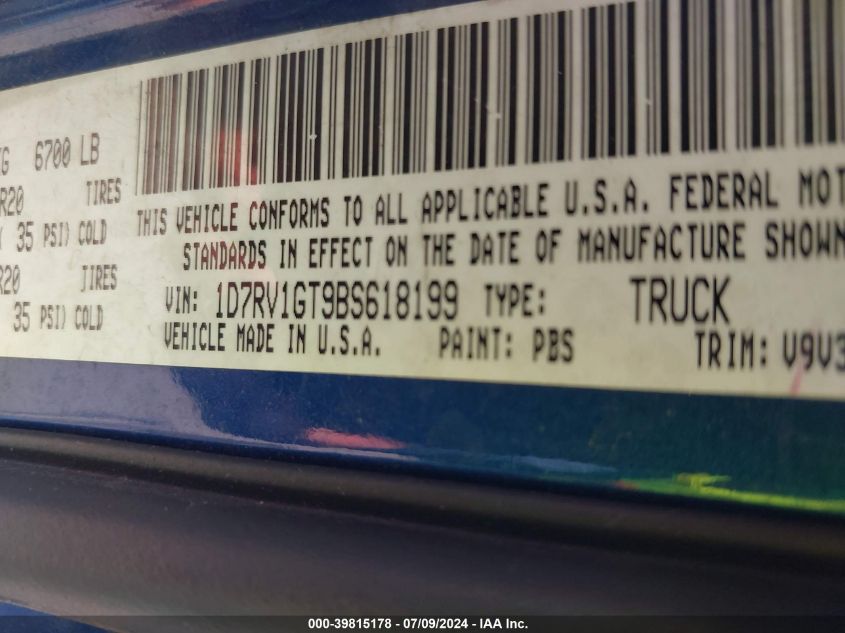 6700 LB
R20 TIRES
35 PSI) COLD
R20 TIRES
35 PSI) COLD
THIS VEHICLE CONFORMS TO ALL APPLICABLE U.S.A. FEDERAL MOT
STANDARDS IN EFFECT ON THE DATE OF MANUFACTURE SHOWN
VIN: 1D7RV1GT9BS618199 TYPE: TRUCK
VEHICLE MADE IN U.S.A. PAINT: PBS TRIM: V9V3
000-39815178 - 07/09/2024 - IAA Inc.